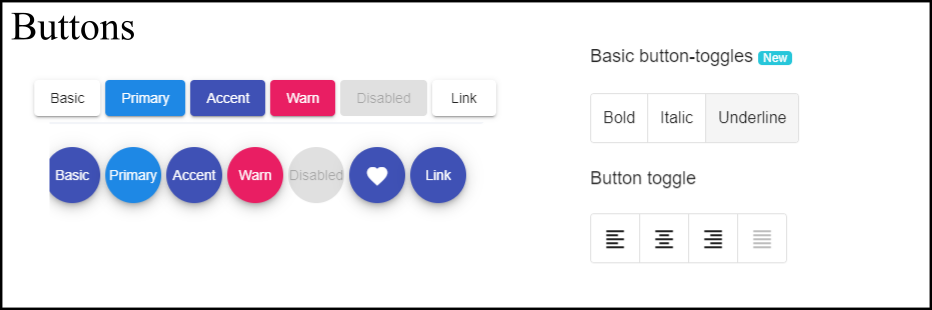 Buttons
Basic Primary Accent Warn Disabled Link
Basic Primary Accent Warn Disabled Link
Basic button-toggles New
Bold Italic Underline
Button toggle